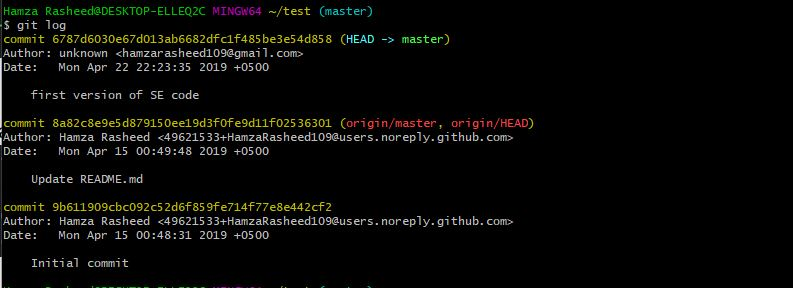 Hamza Rasheed@DESKTOP-ELLEQ2C MINGW64 ~/test (master)
$ git log
commit 6787d6030e67d013ab6682dfc1f485be3e54d858 (HEAD -> master)
Author: unknown <hamzarasheed109@gmail.com>
Date:   Mon Apr 22 22:23:35 2019 +0500
    first version of SE code
commit 8a82c8e9e5d879150ee19d3f0fe9d11f02536301 (origin/master, origin/HEAD)
Author: Hamza Rasheed <49621533+HamzaRasheed109@users.noreply.github.com>
Date:   Mon Apr 15 00:49:48 2019 +0500
    Update README.md
commit 9b611909cbc092c52d6f859fe714f77e8e442cf2
Author: Hamza Rasheed <49621533+HamzaRasheed109@users.noreply.github.com>
Date:   Mon Apr 15 00:48:31 2019 +0500
    Initial commit